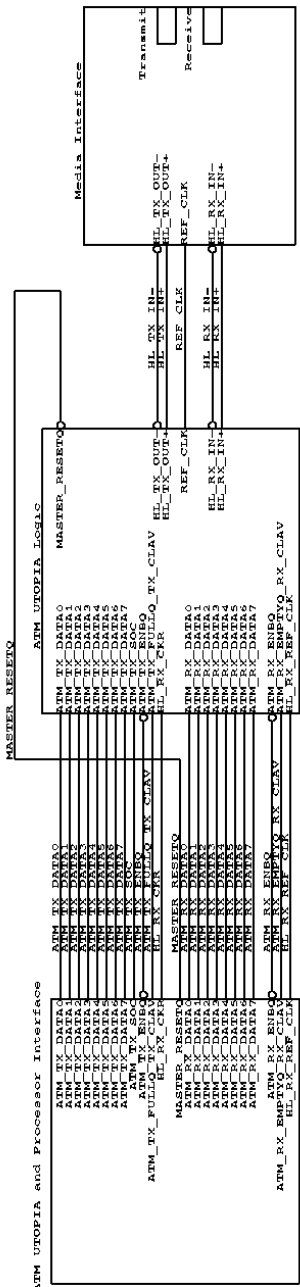 ATM UTOPIA and Processor Interface
ATM_TX_DATA0
ATM_TX_DATA1
ATM_TX_DATA2
ATM_TX_DATA3
ATM_TX_DATA4
ATM_TX_DATA5
ATM_TX_DATA6
ATM_TX_DATA7
ATM_TX_SOC
ATM_TX_ENBQ
ATM_TX_FULLQ_TX_CLAV
HL_RX_CKR
MASTER_RESETQ
ATM_RX_DATA0
ATM_RX_DATA1
ATM_RX_DATA2
ATM_RX_DATA3
ATM_RX_DATA4
ATM_RX_DATA5
ATM_RX_DATA6
ATM_RX_DATA7
ATM_RX_ENBQ
ATM_RX_EMPTYQ_RX_CLAV
HL_RX_REF_CLK
MASTER RESETQ
ATM TX DATA0
ATM TX DATA1
ATM TX DATA2
ATM TX DATA3
ATM TX DATA4
ATM TX DATA5
ATM TX DATA6
ATM TX DATA7
ATM TX SOC
ATM TX ENBQ
ATM TX FULLQ TX CLAV
HL RX CKR
MASTER RESETQ
ATM RX DATA0
ATM RX DATA1
ATM RX DATA2
ATM RX DATA3
ATM RX DATA4
ATM RX DATA5
ATM RX DATA6
ATM RX DATA7
ATM RX ENBQ
ATM RX EMPTYQ RX CLAV
HL RX REF CLK
ATM UTOPIA Logic
ATM_TX_DATA0
ATM_TX_DATA1
ATM_TX_DATA2
ATM_TX_DATA3
ATM_TX_DATA4
ATM_TX_DATA5
ATM_TX_DATA6
ATM_TX_DATA7
ATM_TX_SOC
ATM_TX_ENBQ
ATM_TX_FULLQ_TX_CLAV
HL_RX_CKR
ATM_RX_DATA0
ATM_RX_DATA1
ATM_RX_DATA2
ATM_RX_DATA3
ATM_RX_DATA4
ATM_RX_DATA5
ATM_RX_DATA6
ATM_RX_DATA7
ATM_RX_ENBQ
ATM_RX_EMPTYQ_RX_CLAV
HL_RX_REF_CLK
MASTER_RESETQ
HL_TX_OUT-
HL_TX_OUT+
REF_CLK
HL_RX_IN-
HL_RX_IN+
HL TX IN-
HL TX IN+
REF CLK
HL RX IN-
HL RX IN+
Media Interface
HL_TX_OUT-
HL_TX_OUT+
REF_CLK
HL_RX_IN-
HL_RX_IN+
Transmit
Receive